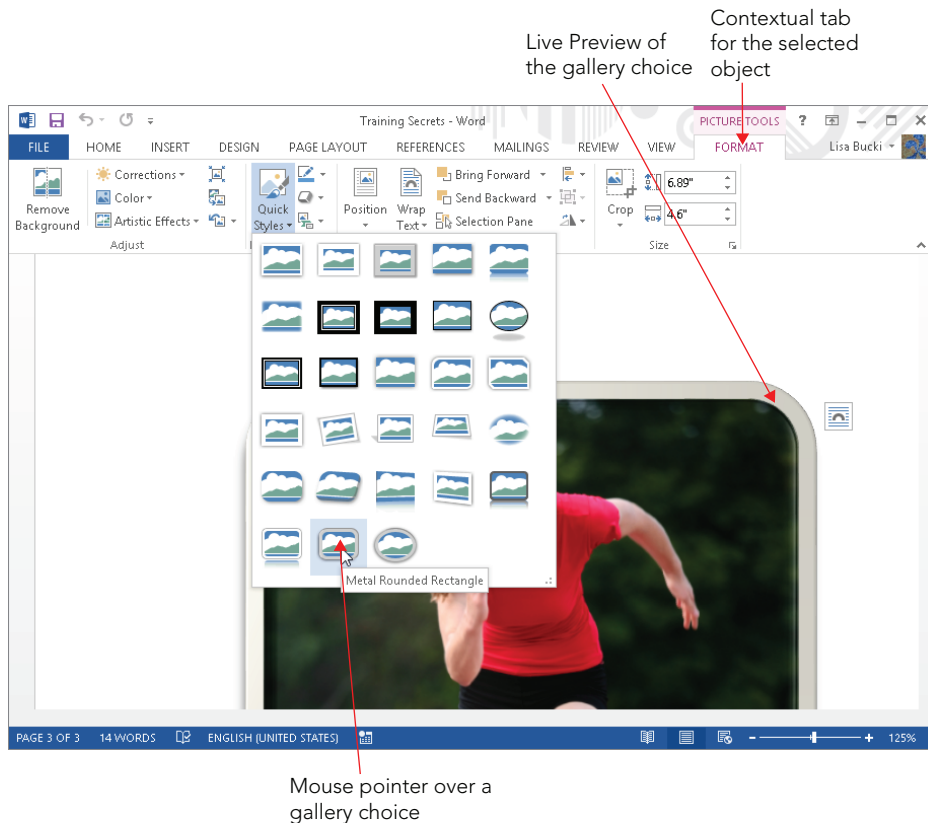 Contextual tab
for the selected
object
Live Preview of
the gallery choice
Training Secrets - Word
PICTURE TOOLS
?
FILE HOME INSERT DESIGN PAGE LAYOUT REFERENCES MAILINGS REVIEW VIEW FORMAT Lisa Bucki
Remove
Background
Corrections
Color
Artistic Effects
Adjust
Quick
Styles
Position
Wrap
Text
Bring Forward
Send Backward
Selection Pane
Crop
6.89"
4.6"
Size
Metal Rounded Rectangle
PAGE 3 OF 3 14 WORDS ENGLISH (UNITED STATES) - + 125%
Mouse pointer over a
gallery choice